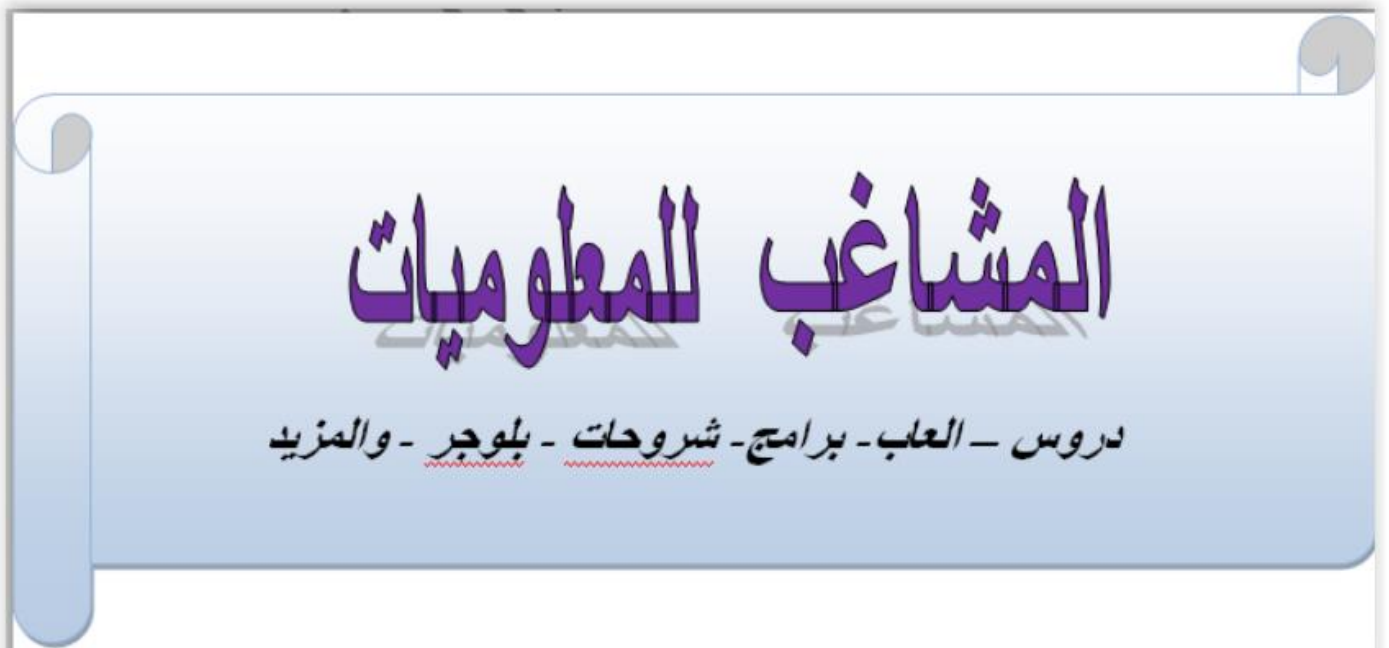 المشاغب للمعلوميات
دروس – العاب- برامج- شروحات - بلوجر - والمزيد